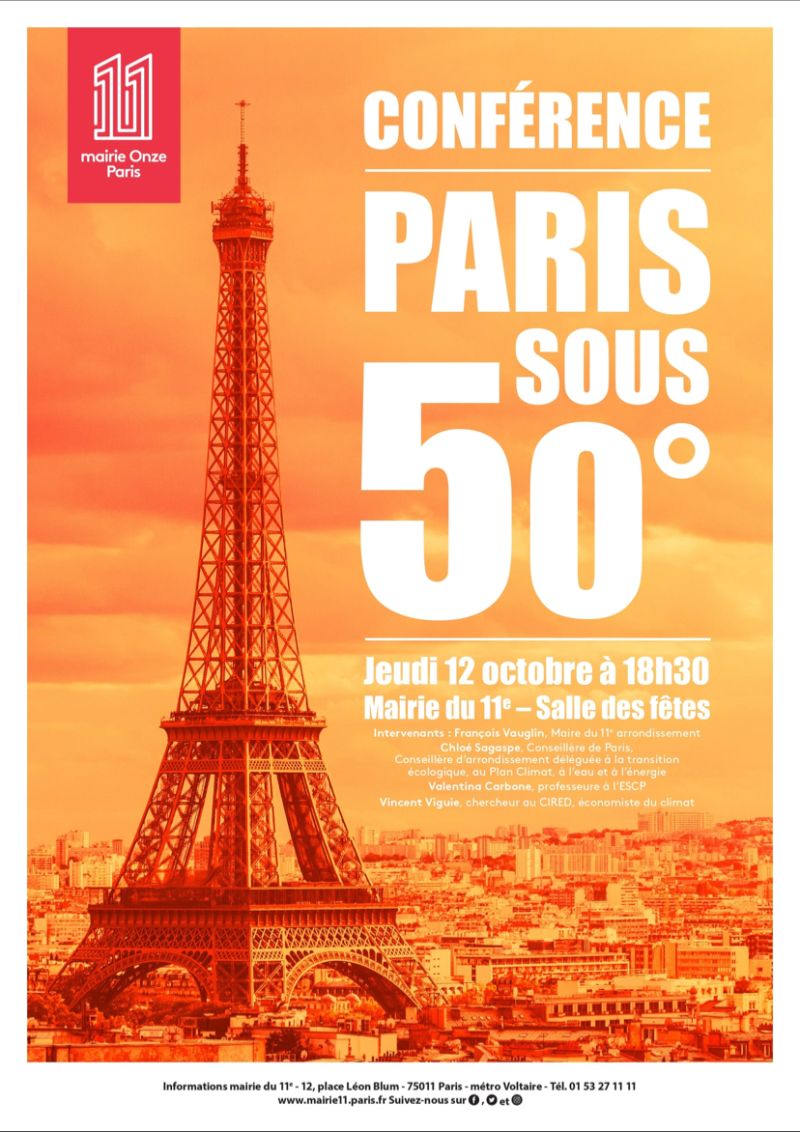 11
mairie Onze
Paris
CONFÉRENCE
PARIS
SOUS
50°
Jeudi 12 octobre à 18h30
Mairie du 11e – Salle des fêtes
Intervenants : François Vauglin, Maire du 11e arrondissement
Chloé Sagaspe, Conseillère de Paris,
Conseillère d'arrondissement déléguée à la transition
écologique, au Plan Climat, à l'eau et à l'énergie
Valentina Carbone, professeure à l'ESCP
Vincent Viguie, chercheur au CIRED, économiste du climat
Informations mairie du 11e - 12, place Léon Blum - 75011 Paris - métro Voltaire - Tél. 01 53 27 11 11
www.mairie11.paris.fr Suivez-nous sur , et